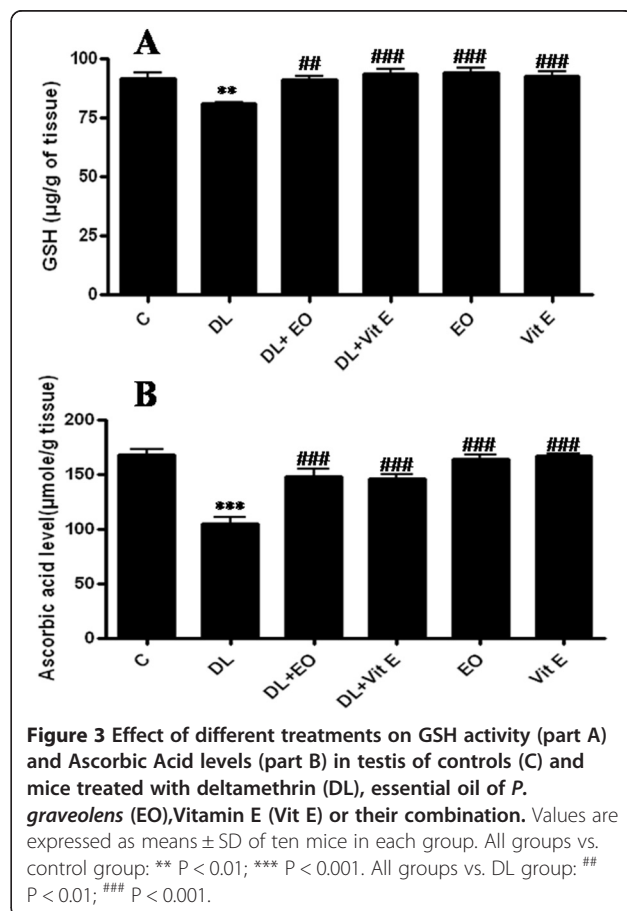 A
GSH (µg/g of tissue)
100
75
50
25
0
**
##
###
###
###
C
DL
DL+ EO
DL+Vit E
EO
Vit E
B
Ascorbic acid level(µmole/g tissue)
200
150
100
50
0
***
###
###
###
###
C
DL
DL+EO
DL+Vit E
EO
Vit E
Figure 3 Effect of different treatments on GSH activity (part A)
and Ascorbic Acid levels (part B) in testis of controls (C) and
mice treated with deltamethrin (DL), essential oil of P.
graveolens (EO),Vitamin E (Vit E) or their combination. Values are
expressed as means ± SD of ten mice in each group. All groups vs.
control group: ** P < 0.01; *** P < 0.001. All groups vs. DL group: ##
P < 0.01; ### P < 0.001.